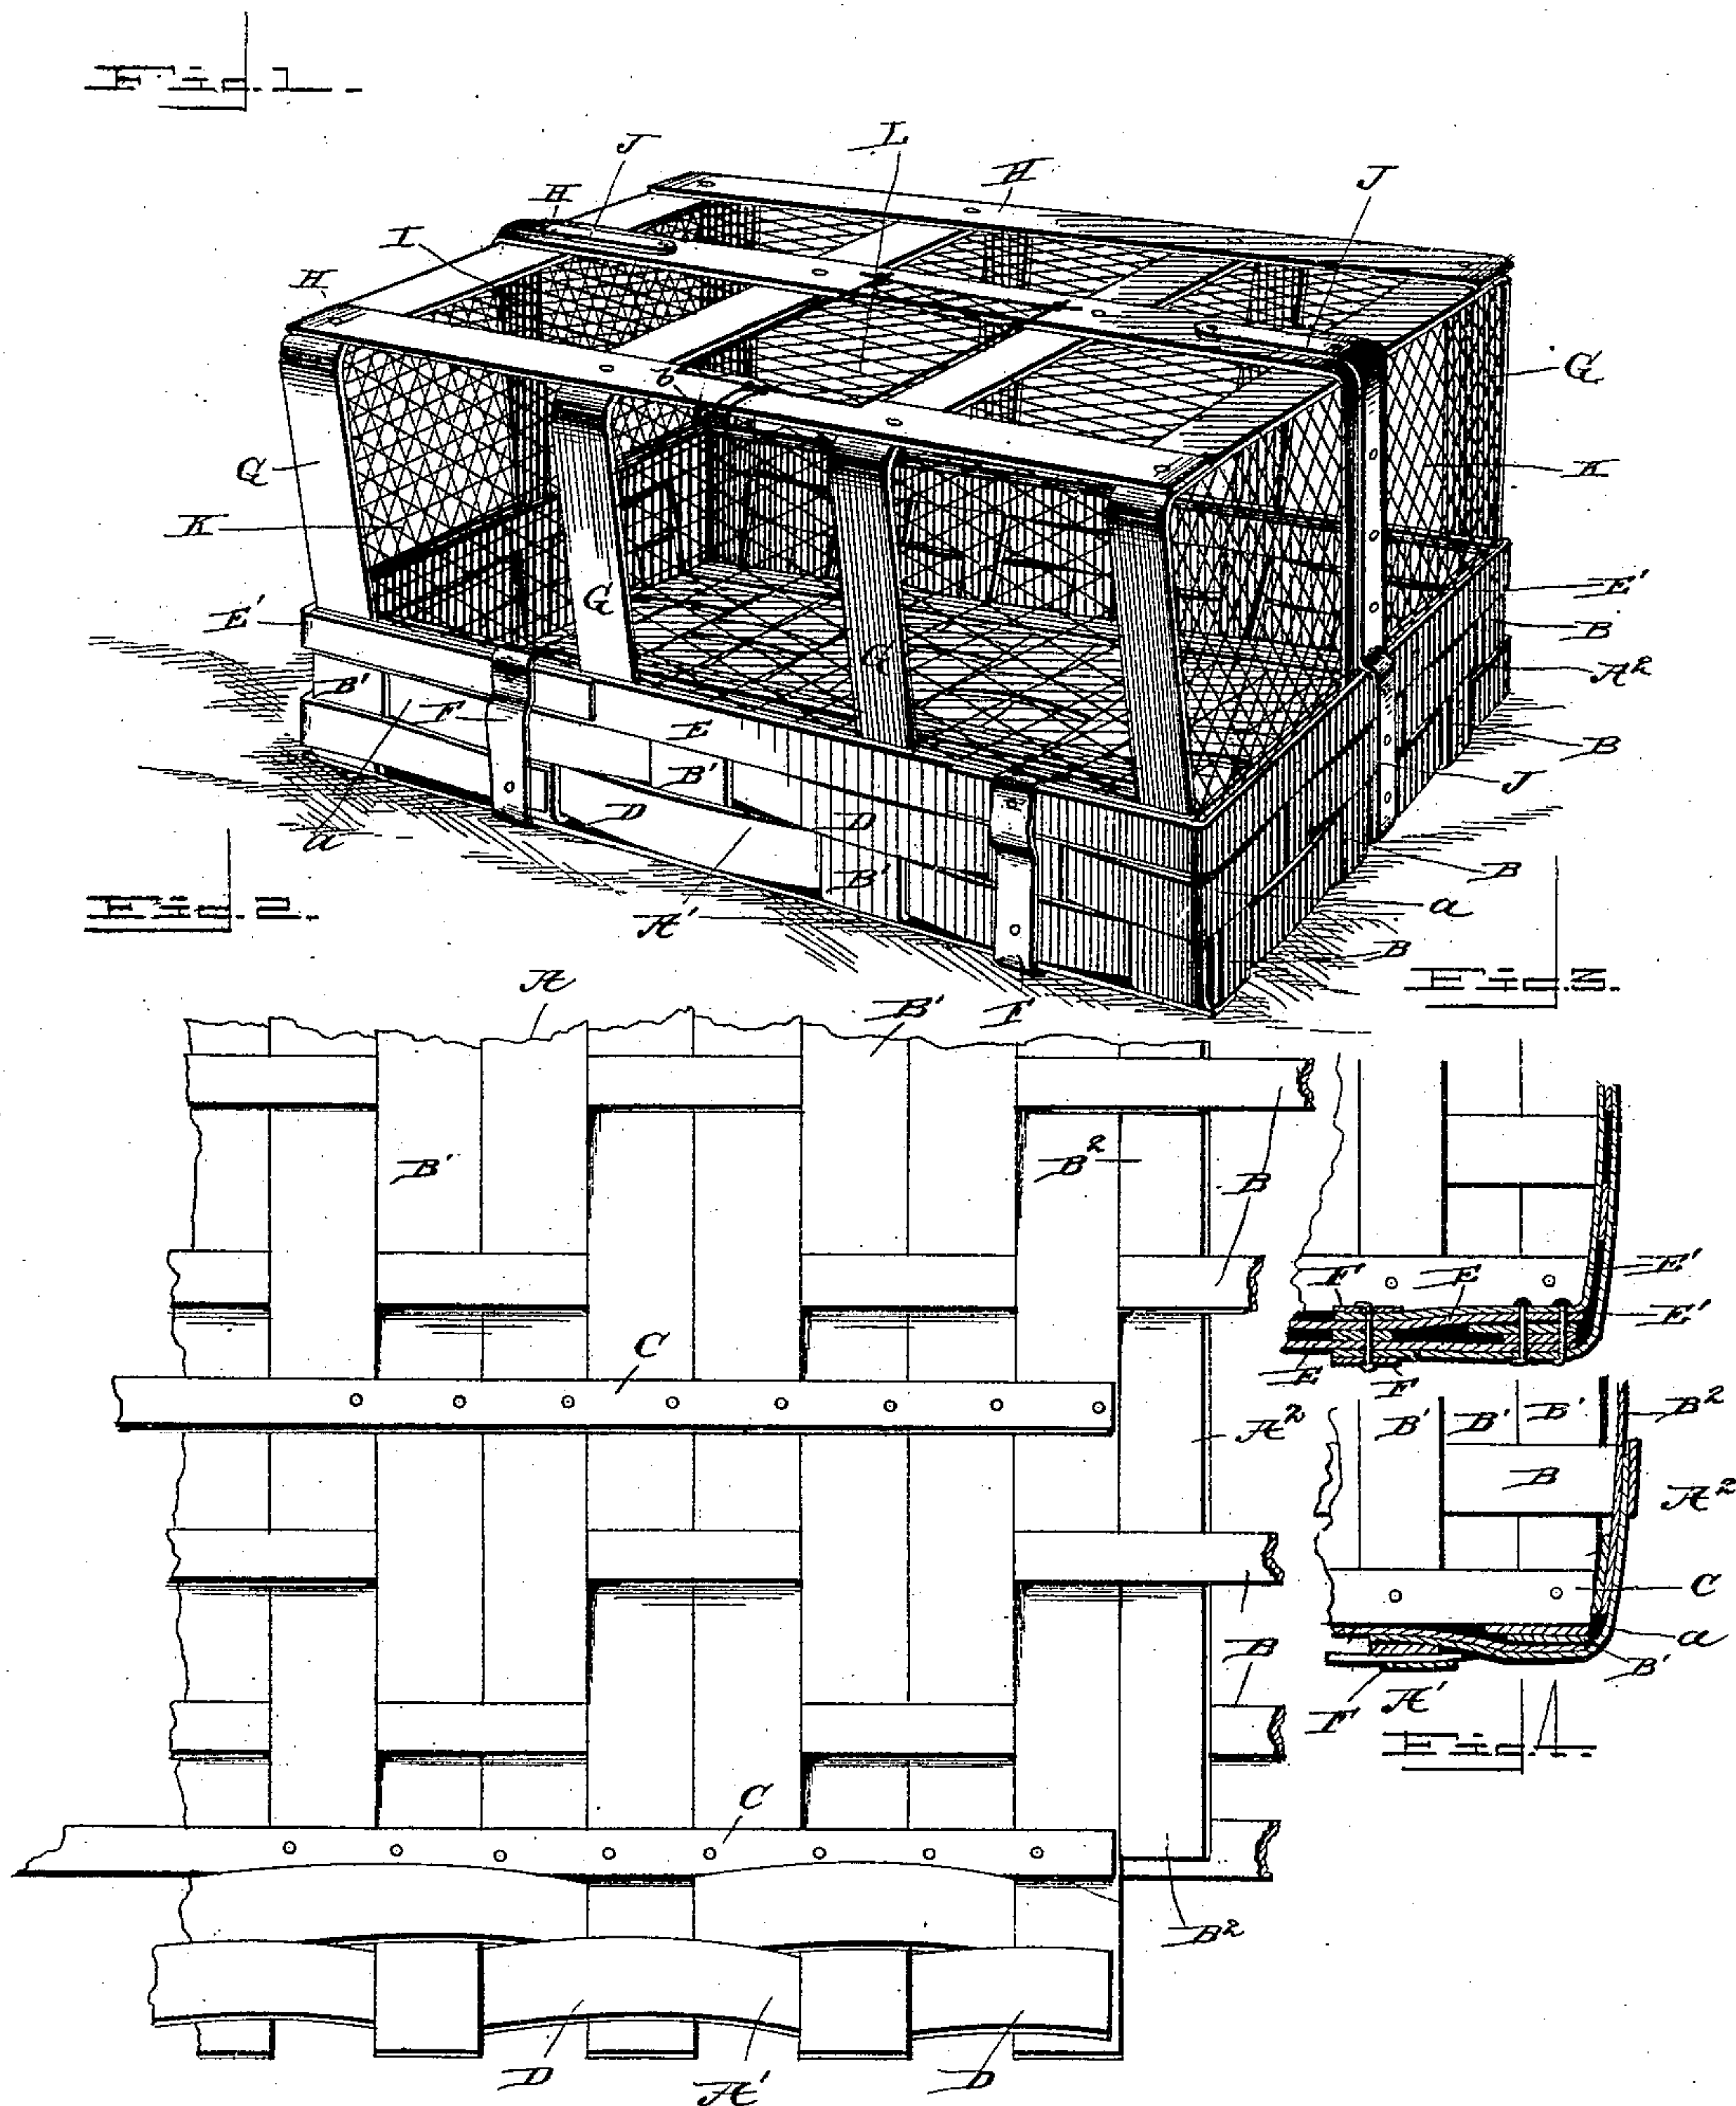 Fig. 1.
J
L
H
J
H
I
H
b
G
G
K
K
G
E'
G
E'
B
B'
F
E
A²
a
B'
B
D
D
J
a
B'
B
A'
a
Fig. 2.
B
F
Fig. 3.
A
B'
B'
B²
B
B
F
E
E'
E'
E
F
C
B'
B'
B'
B²
A²
B
A²
C
a
B
B'
F
A'
Fig. 4.
C
B²
D
A'
D